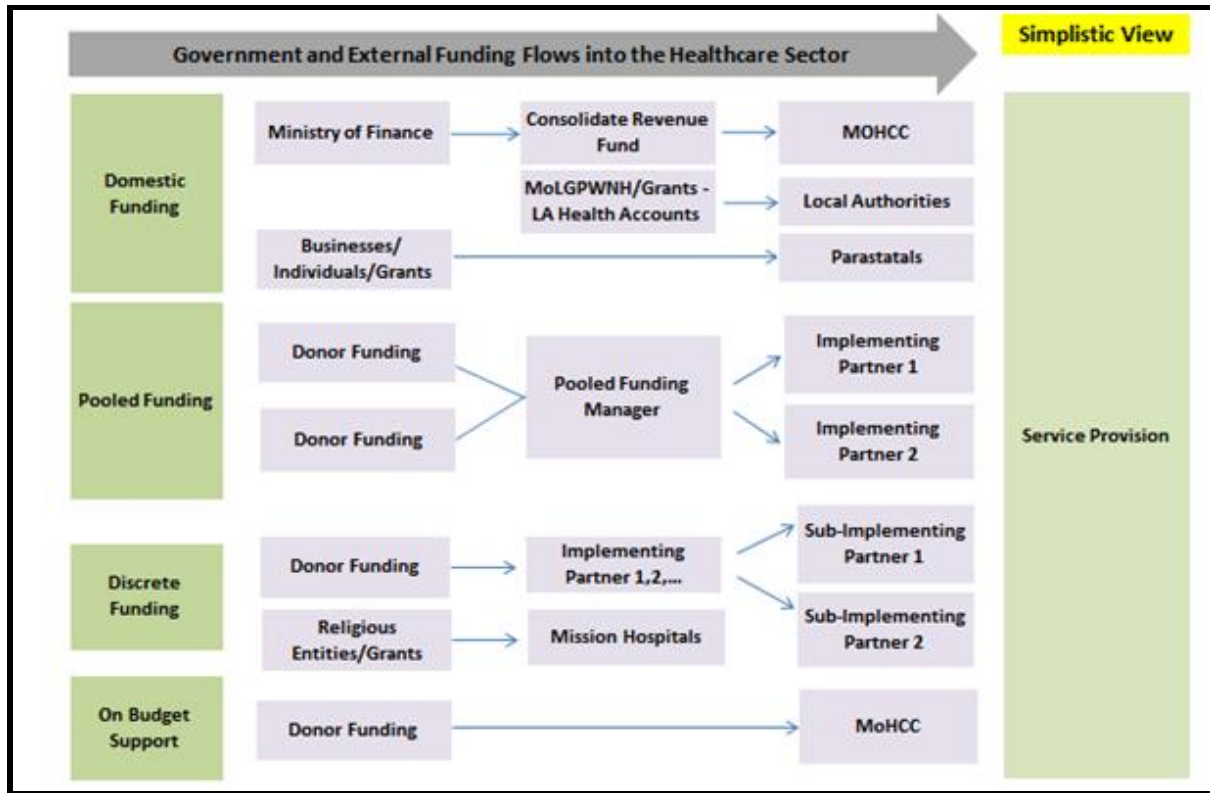 Government and External Funding Flows into the Healthcare Sector
Simplistic View
Domestic
Funding
Ministry of Finance
Consolidate Revenue
Fund
MOHCC
MoLGPWNH/Grants -
LA Health Accounts
Local Authorities
Businesses/
Individuals/Grants
Parastatals
Pooled Funding
Donor Funding
Donor Funding
Pooled Funding
Manager
Implementing
Partner 1
Implementing
Partner 2
Discrete
Funding
Donor Funding
Implementing
Partner 1,2,...
Sub-Implementing
Partner 1
Sub-Implementing
Partner 2
Religious
Entities/Grants
Mission Hospitals
On Budget
Support
Donor Funding
MoHCC
Service Provision